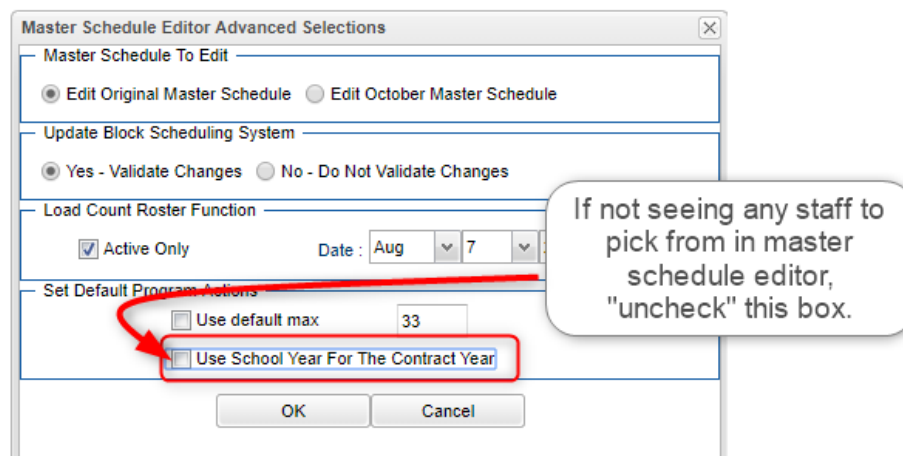 Master Schedule Editor Advanced Selections
Master Schedule To Edit
Edit Original Master Schedule Edit October Master Schedule
Update Block Scheduling System
Yes - Validate Changes No - Do Not Validate Changes
Load Count Roster Function
Active Only Date : Aug 7
If not seeing any staff to
pick from in master
schedule editor,
"uncheck" this box.
Set Default Program Actions
Use default max 33
Use School Year For The Contract Year
OK Cancel